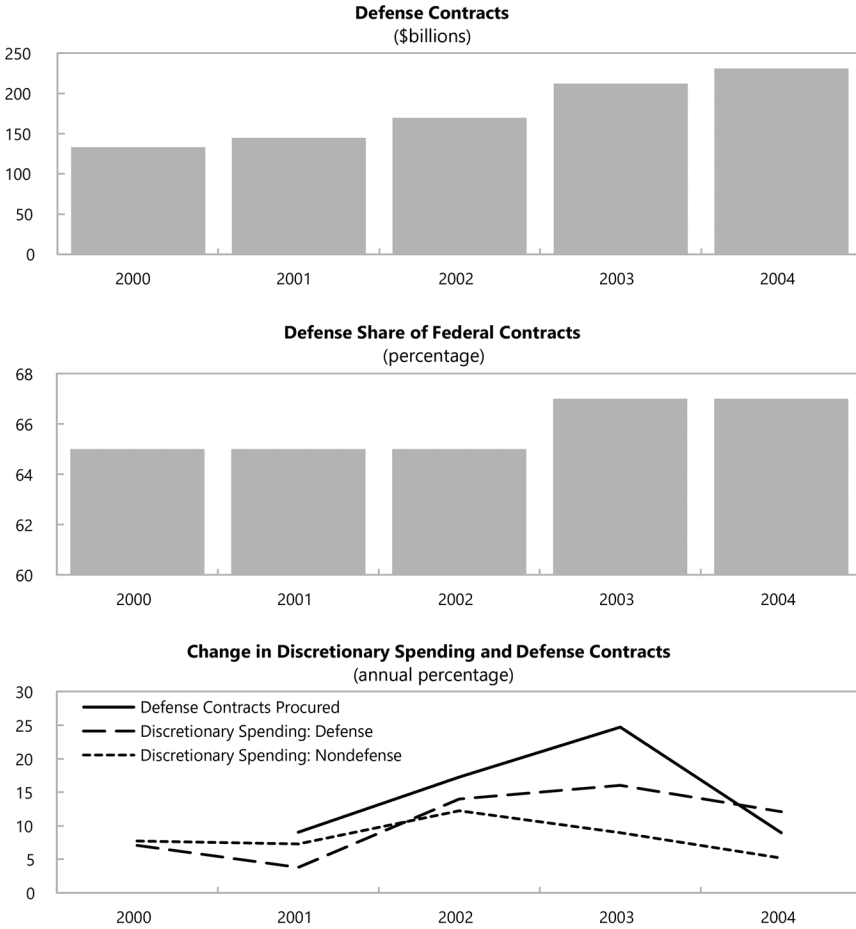 Defense Contracts
($billions)
250
200
150
100
50
0
2000 2001 2002 2003 2004
Defense Share of Federal Contracts
(percentage)
68
66
64
62
60
2000 2001 2002 2003 2004
Change in Discretionary Spending and Defense Contracts
(annual percentage)
30
Defense Contracts Procured
25
Discretionary Spending: Defense
20
Discretionary Spending: Nondefense
15
10
5
0
2000 2001 2002 2003 2004